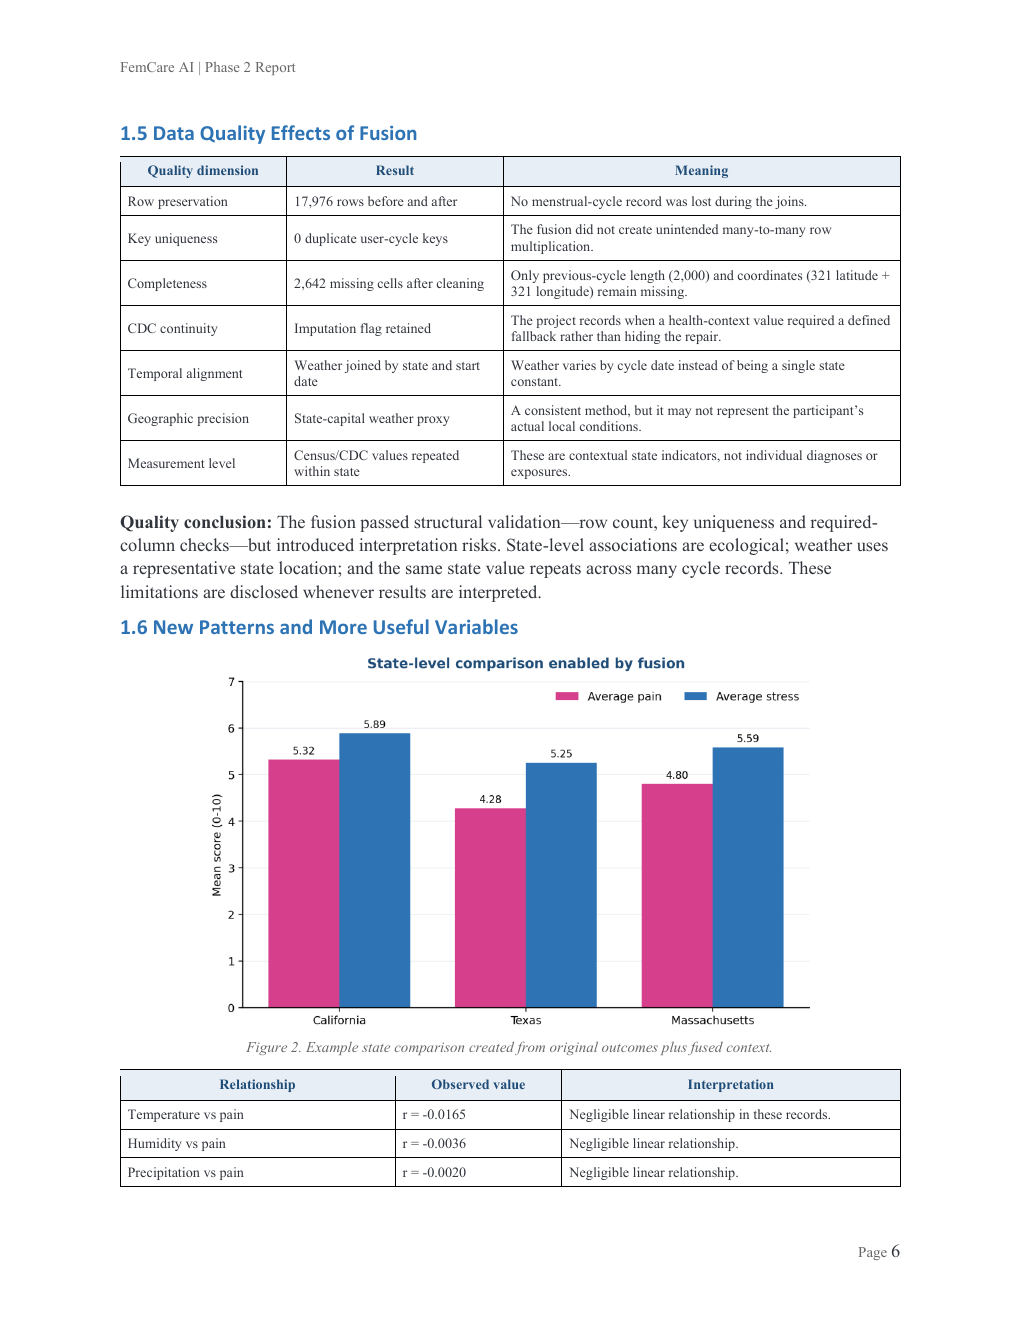 FemCare AI | Phase 2 Report
1.5 Data Quality Effects of Fusion
Quality dimension Result Meaning
Row preservation 17,976 rows before and after No menstrual-cycle record was lost during the joins.
Key uniqueness 0 duplicate user-cycle keys The fusion did not create unintended many-to-many row
multiplication.
Completeness 2,642 missing cells after cleaning Only previous-cycle length (2,000) and coordinates (321 latitude +
321 longitude) remain missing.
CDC continuity Imputation flag retained The project records when a health-context value required a defined
fallback rather than hiding the repair.
Temporal alignment Weather joined by state and start Weather varies by cycle date instead of being a single state
date constant.
Geographic precision State-capital weather proxy A consistent method, but it may not represent the participant’s
actual local conditions.
Measurement level Census/CDC values repeated These are contextual state indicators, not individual diagnoses or
within state exposures.
Quality conclusion: The fusion passed structural validation—row count, key uniqueness and required-
column checks—but introduced interpretation risks. State-level associations are ecological; weather uses
a representative state location; and the same state value repeats across many cycle records. These
limitations are disclosed whenever results are interpreted.
1.6 New Patterns and More Useful Variables
State-level comparison enabled by fusion
Average pain Average stress
Mean score (0-10)
7
6
5
4
3
2
1
0
5.32 5.89
4.28 5.25
4.80 5.59
California Texas Massachusetts
Figure 2. Example state comparison created from original outcomes plus fused context.
Relationship Observed value Interpretation
Temperature vs pain r = -0.0165 Negligible linear relationship in these records.
Humidity vs pain r = -0.0036 Negligible linear relationship.
Precipitation vs pain r = -0.0020 Negligible linear relationship.
Page 6